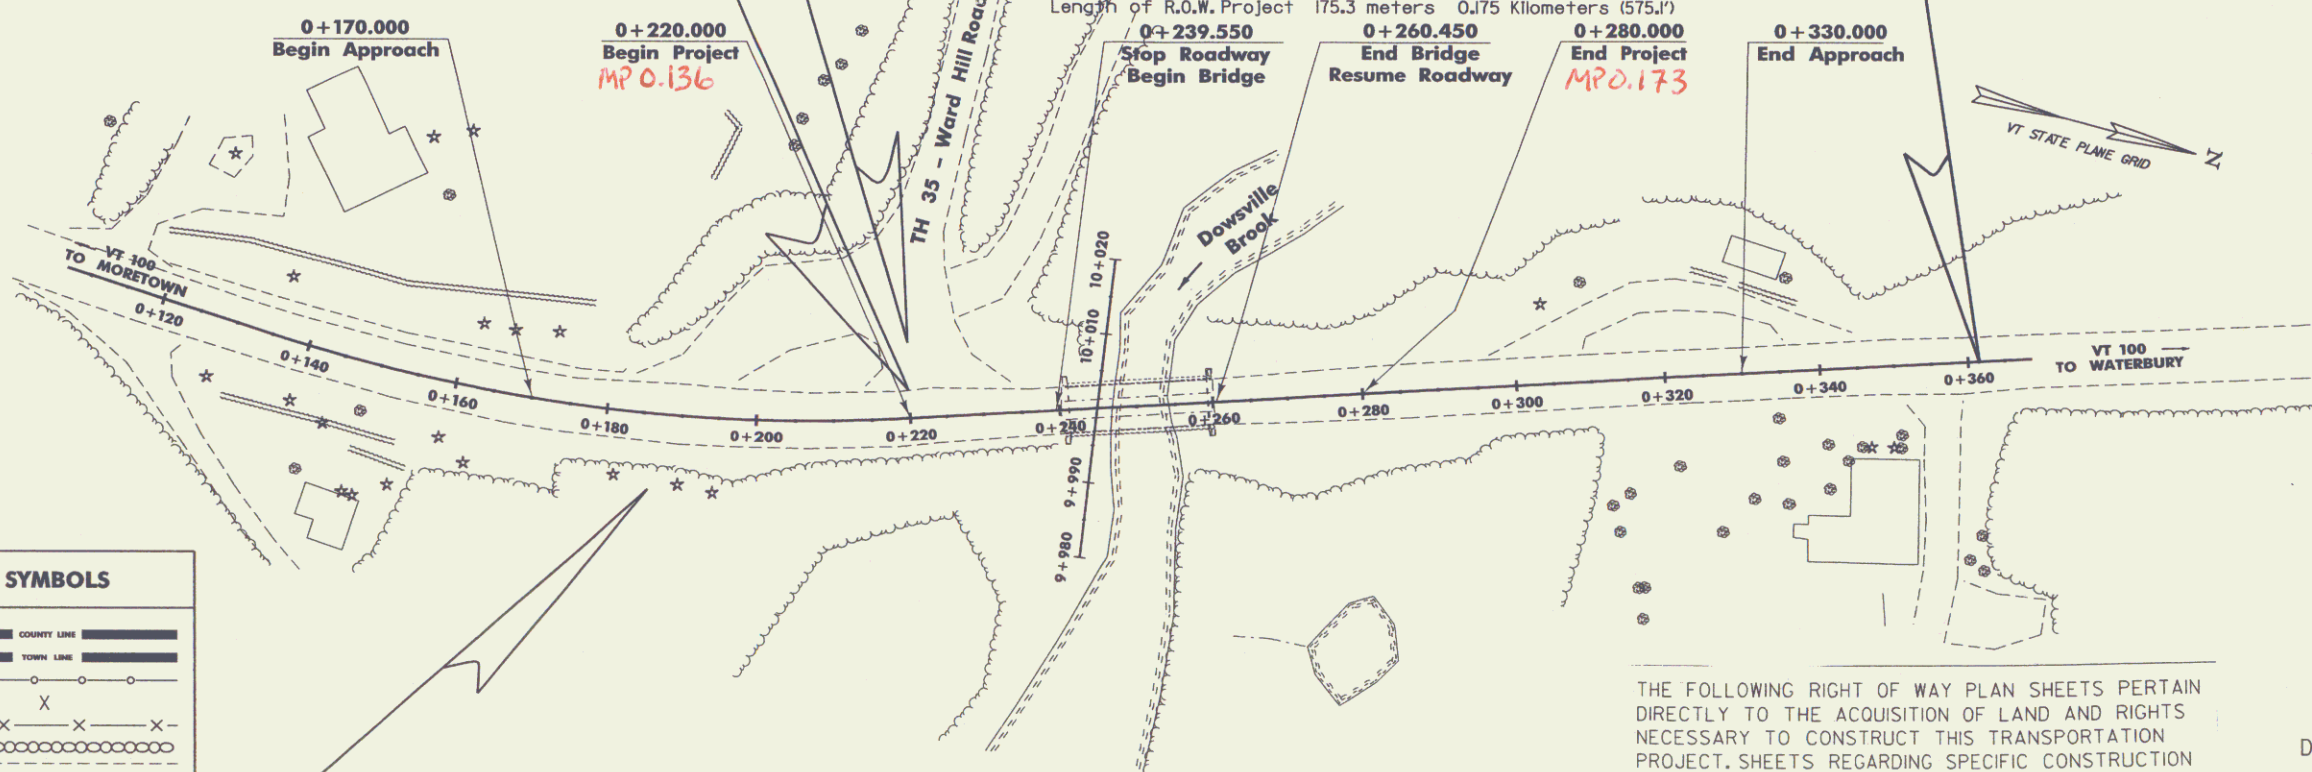 Length of R.O.W. Project 175.3 meters 0.175 Kilometers (575.1')
0+170.000
Begin Approach
0+220.000
Begin Project
MP 0.136
TH 35 - Ward Hill Road
0+239.550
Stop Roadway
Begin Bridge
0+260.450
End Bridge
Resume Roadway
0+280.000
End Project
MP0.173
0+330.000
End Approach
VT STATE PLANE GRID
N
Dowsville
Brook
VT 100
TO MORETOWN
0+120
0+140
0+160
0+180
0+200
0+220
0+240
0+260
0+280
0+300
0+320
0+340
0+360
10+020
10+010
9+990
9+980
VT 100
TO WATERBURY
SYMBOLS
COUNTY LINE
TOWN LINE
THE FOLLOWING RIGHT OF WAY PLAN SHEETS PERTAIN
DIRECTLY TO THE ACQUISITION OF LAND AND RIGHTS
NECESSARY TO CONSTRUCT THIS TRANSPORTATION
PROJECT. SHEETS REGARDING SPECIFIC CONSTRUCTION
D